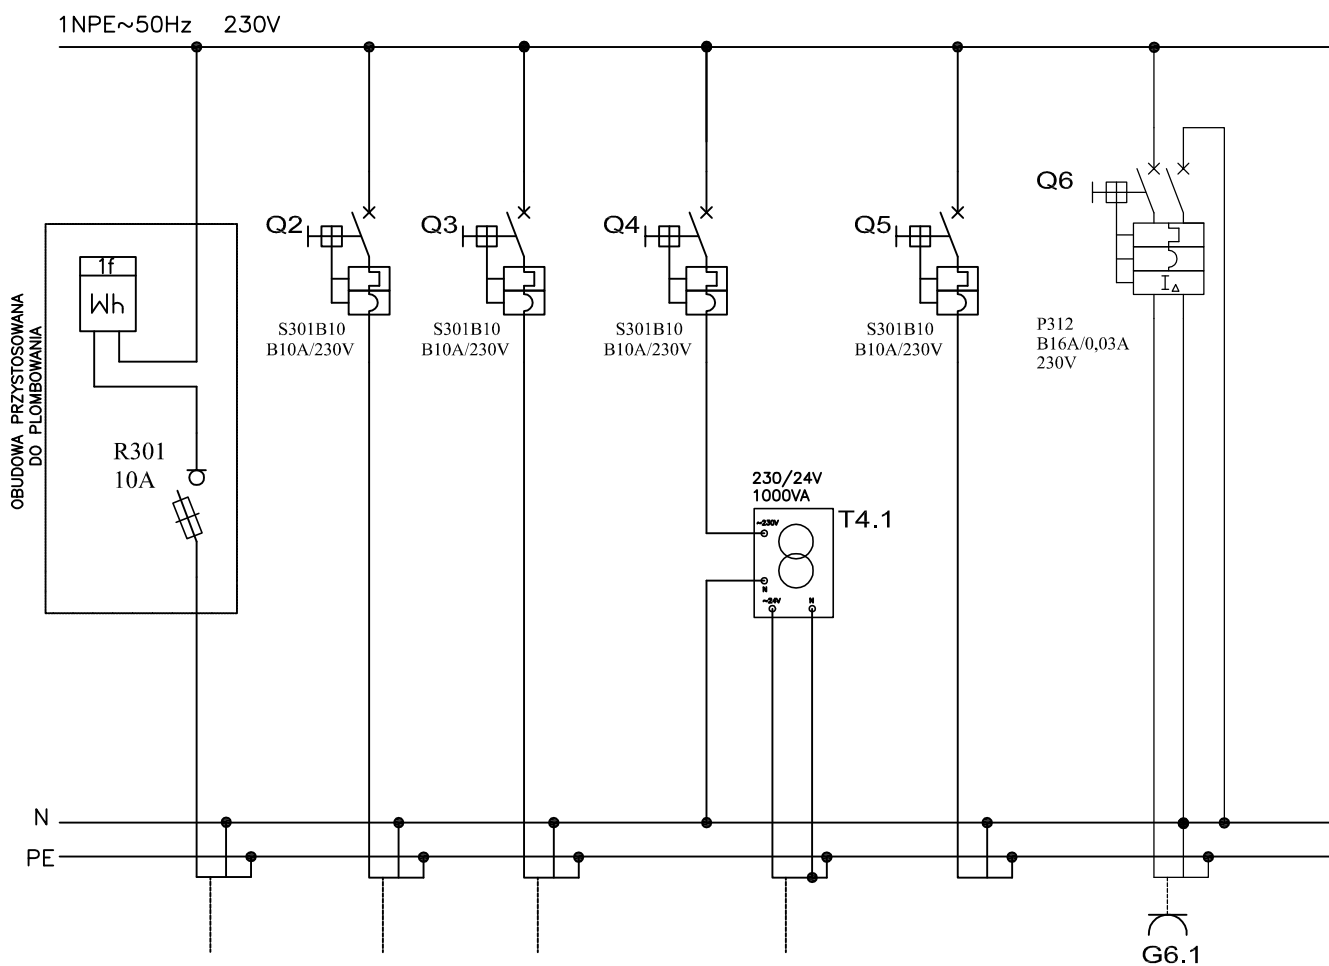 1NPE~50Hz 230V
OBUDOWA PRZYSTOSOWANA
DO PLOMBOWANIA
1f
Wh
R301
10A
Q2
S301B10
B10A/230V
Q3
S301B10
B10A/230V
Q4
S301B10
B10A/230V
230/24V
1000VA
T4.1
~230V
N
~24V
N
Q5
S301B10
B10A/230V
Q6
I△
P312
B16A/0,03A
230V
N
PE
G6.1